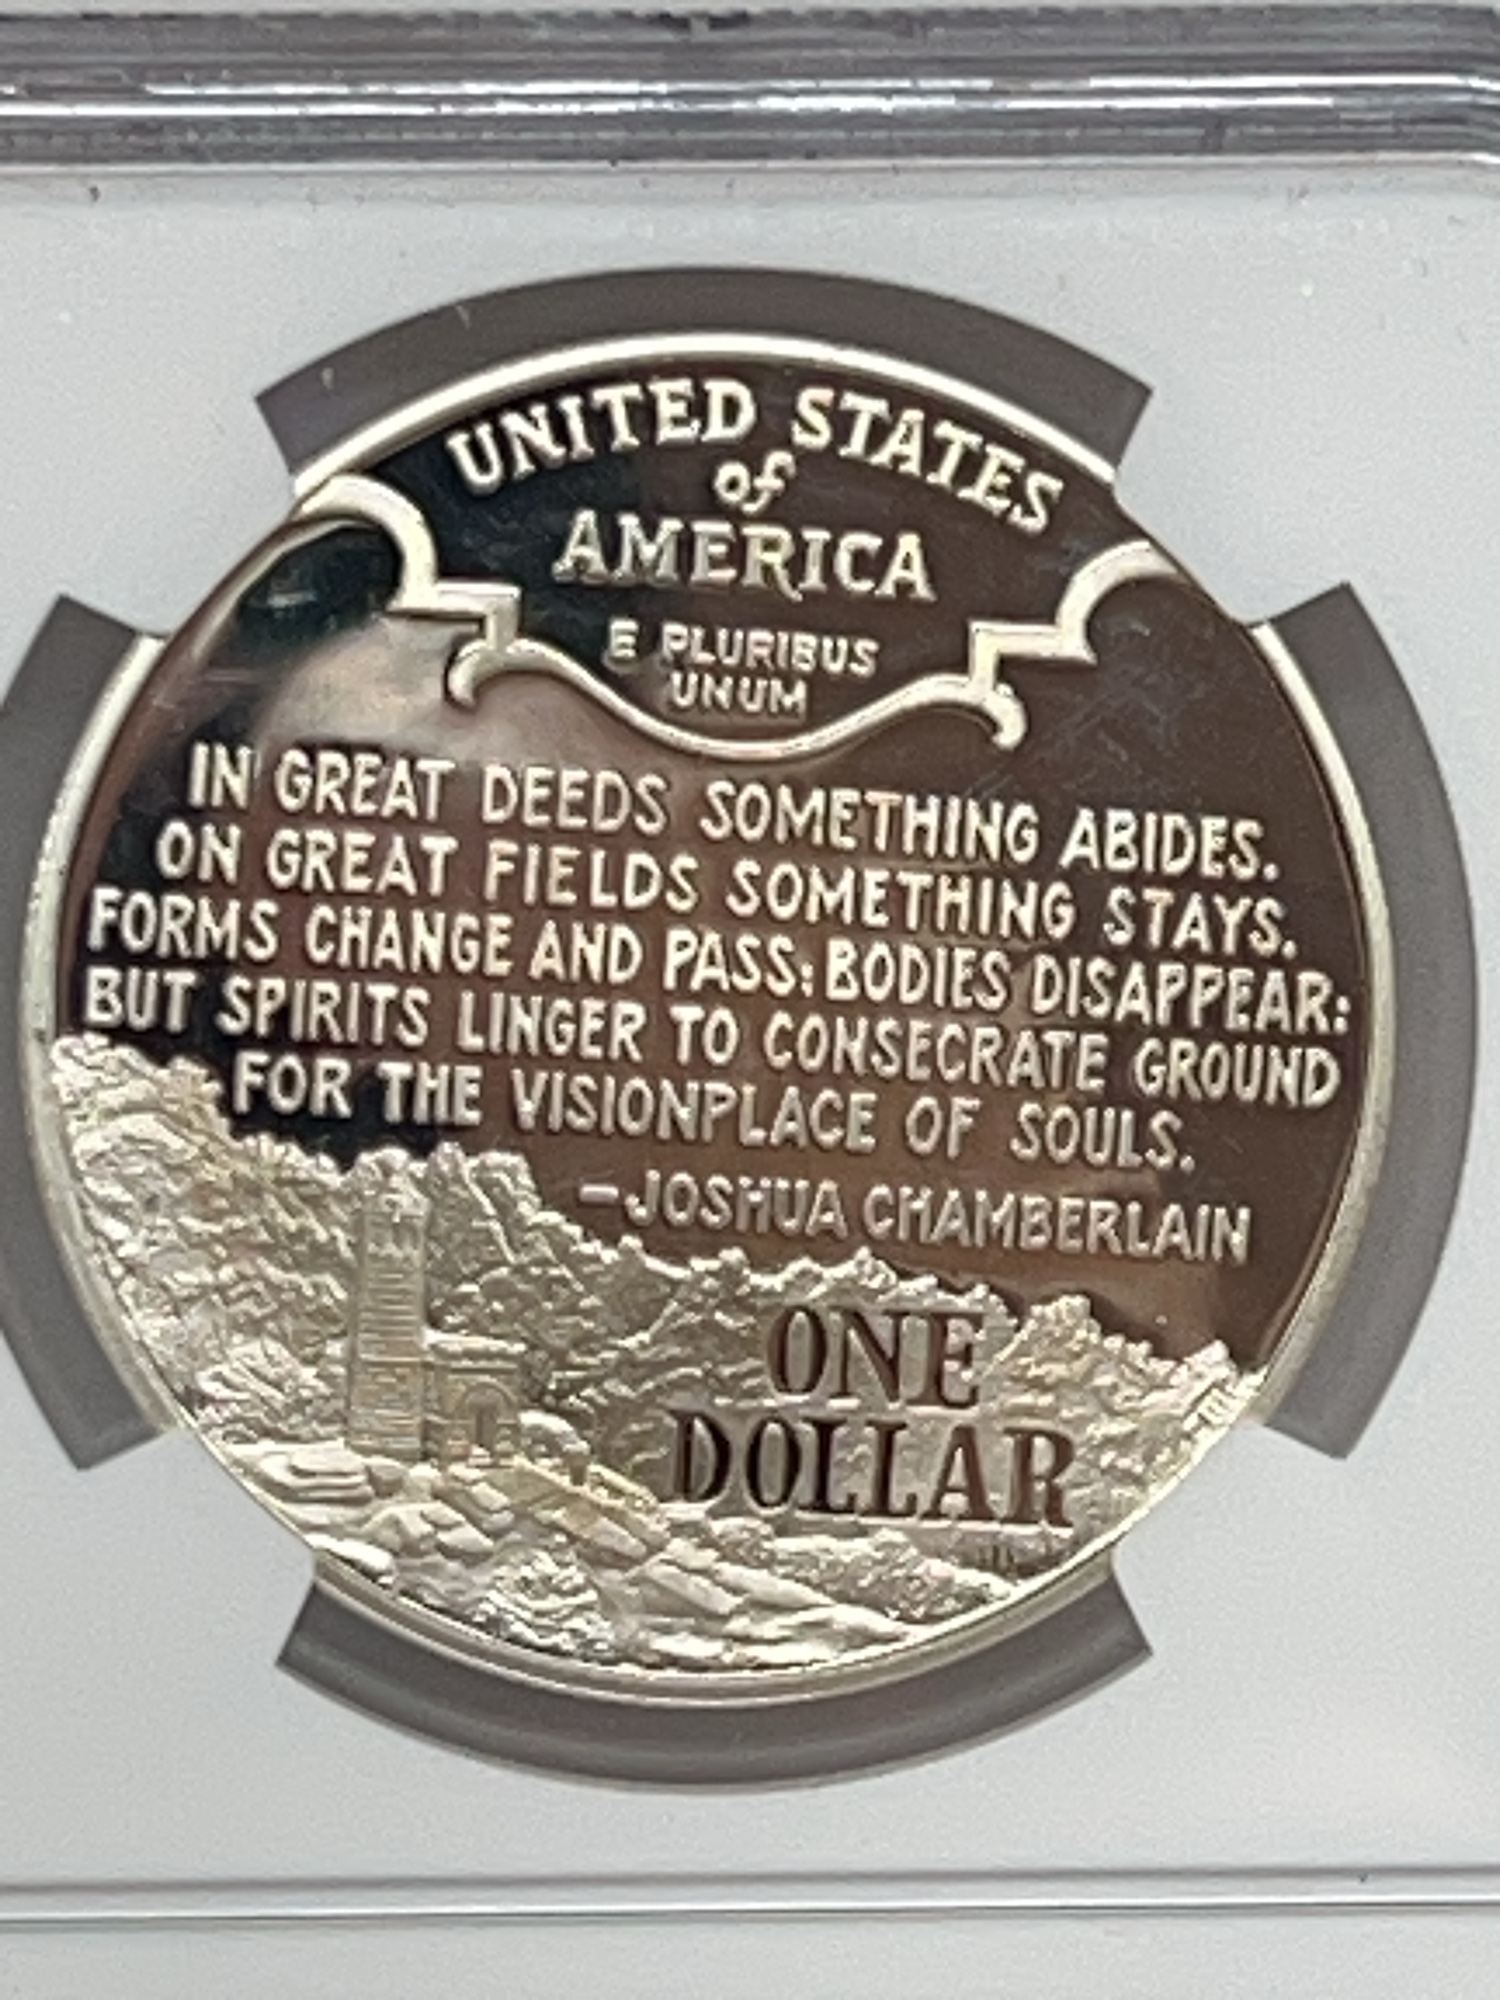 UNITED STATES
of
AMERICA
E PLURIBUS
UNUM
IN GREAT DEEDS SOMETHING ABIDES.
ON GREAT FIELDS SOMETHING STAYS.
FORMS CHANGE AND PASS; BODIES DISAPPEAR:
BUT SPIRITS LINGER TO CONSECRATE GROUND
FOR THE VISIONPLACE OF SOULS.
–JOSHUA CHAMBERLAIN
ONE
DOLLAR